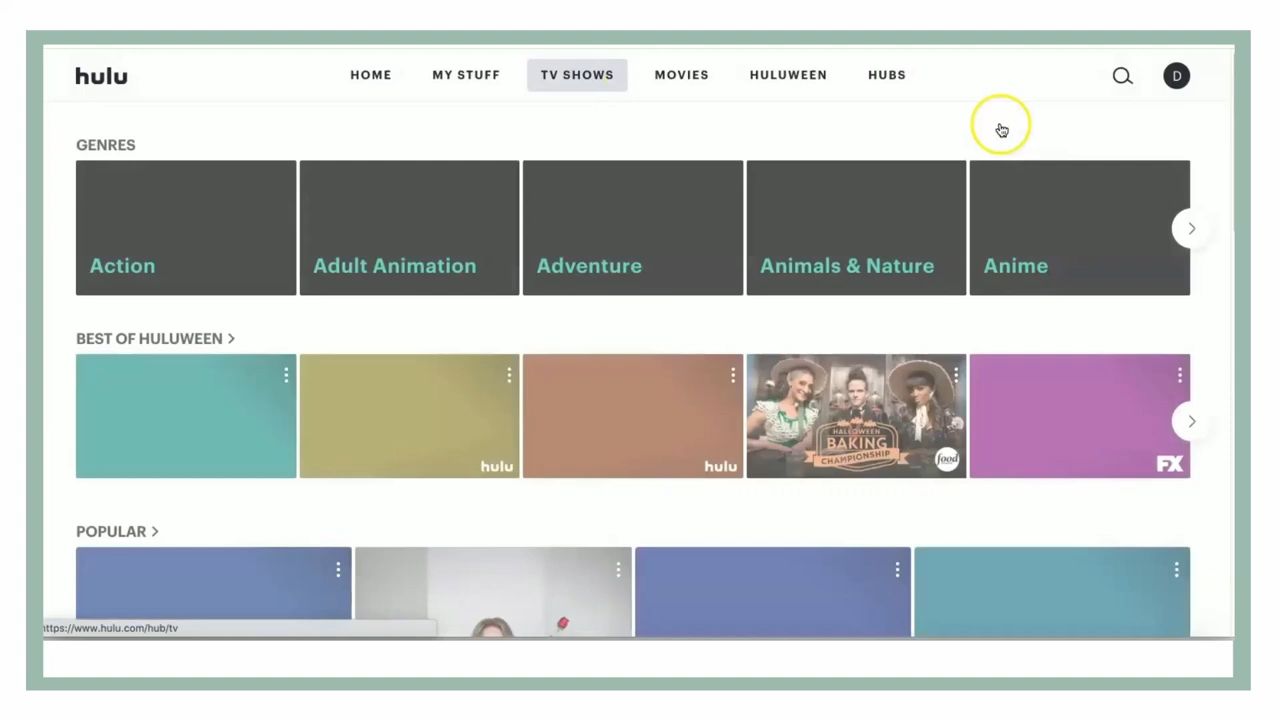 hulu
HOME MY STUFF TV SHOWS MOVIES HULUWEEN HUBS
D
GENRES
Action Adult Animation Adventure Animals & Nature Anime
BEST OF HULUWEEN >
HALLOWEEN
BAKING
CHAMPIONSHIP
hulu hulu food FX
POPULAR >
https://www.hulu.com/hub/tv